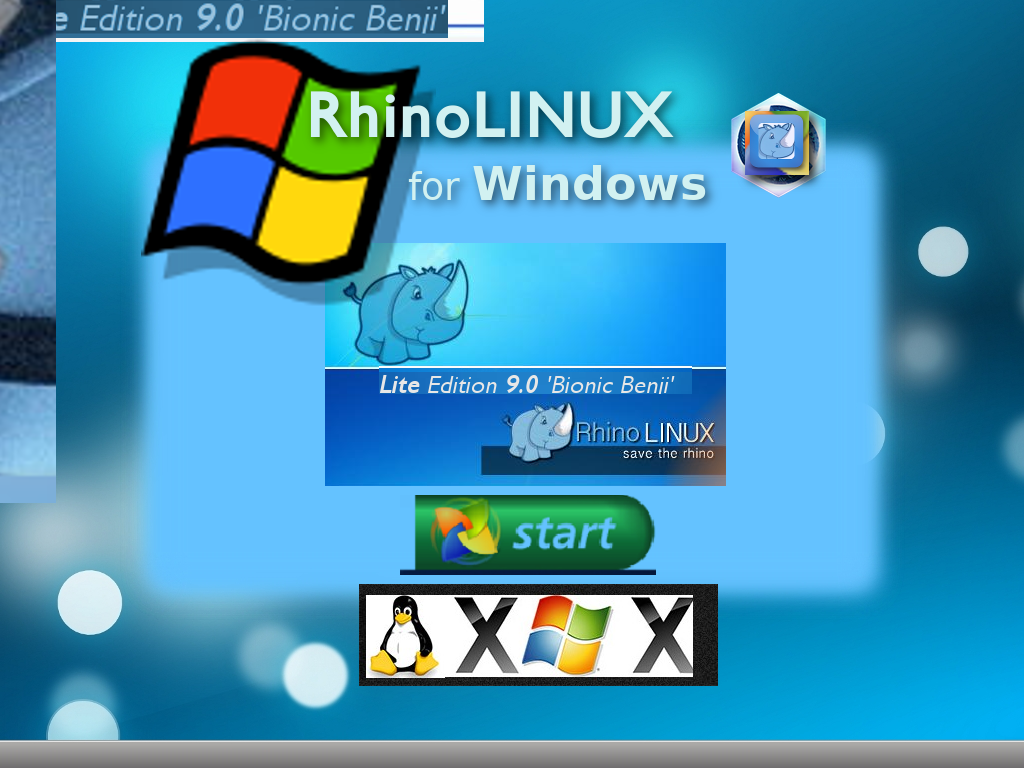 e Edition 9.0 'Bionic Benji'
RhinoLINUX
for Windows
Lite Edition 9.0 'Bionic Benji'
Rhino LINUX
save the rhino
start
X X